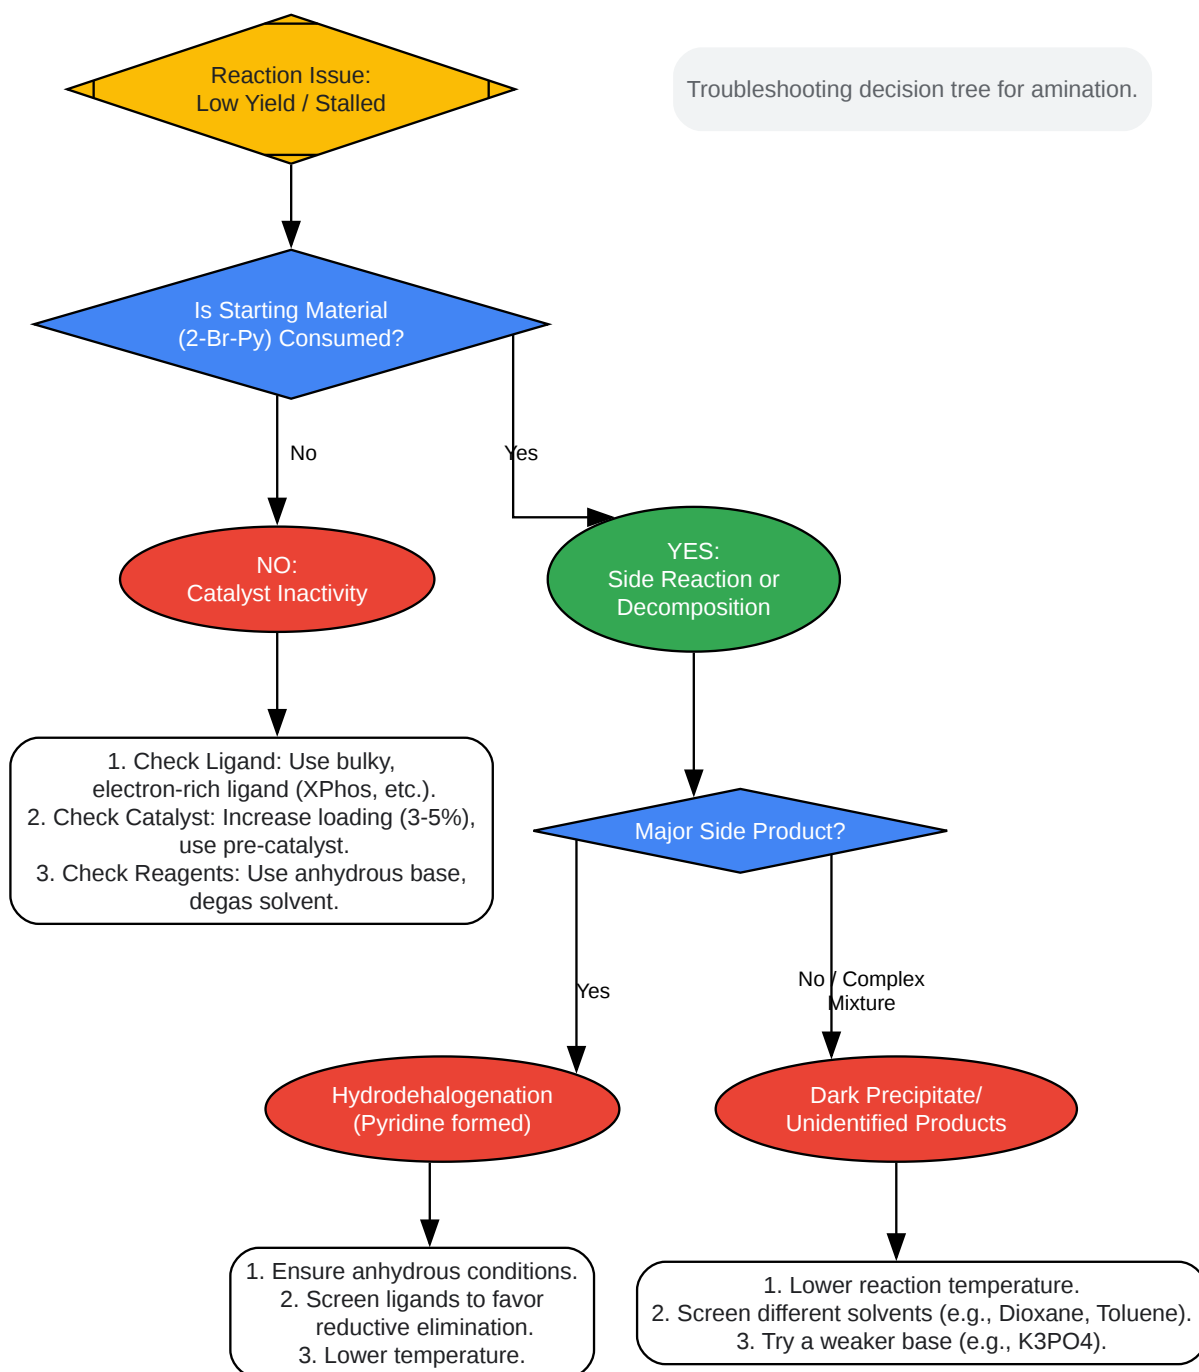 Reaction Issue:
Low Yield / Stalled
Troubleshooting decision tree for amination.
Is Starting Material
(2-Br-Py) Consumed?
No
Yes
NO:
Catalyst Inactivity
YES:
Side Reaction or
Decomposition
1. Check Ligand: Use bulky,
electron-rich ligand (XPhos, etc.).
2. Check Catalyst: Increase loading (3-5%),
use pre-catalyst.
3. Check Reagents: Use anhydrous base,
degas solvent.
Major Side Product?
Yes
No / Complex
Mixture
Hydrodehalogenation
(Pyridine formed)
Dark Precipitate/
Unidentified Products
1. Ensure anhydrous conditions.
2. Screen ligands to favor
reductive elimination.
3. Lower temperature.
1. Lower reaction temperature.
2. Screen different solvents (e.g., Dioxane, Toluene).
3. Try a weaker base (e.g., K3PO4).